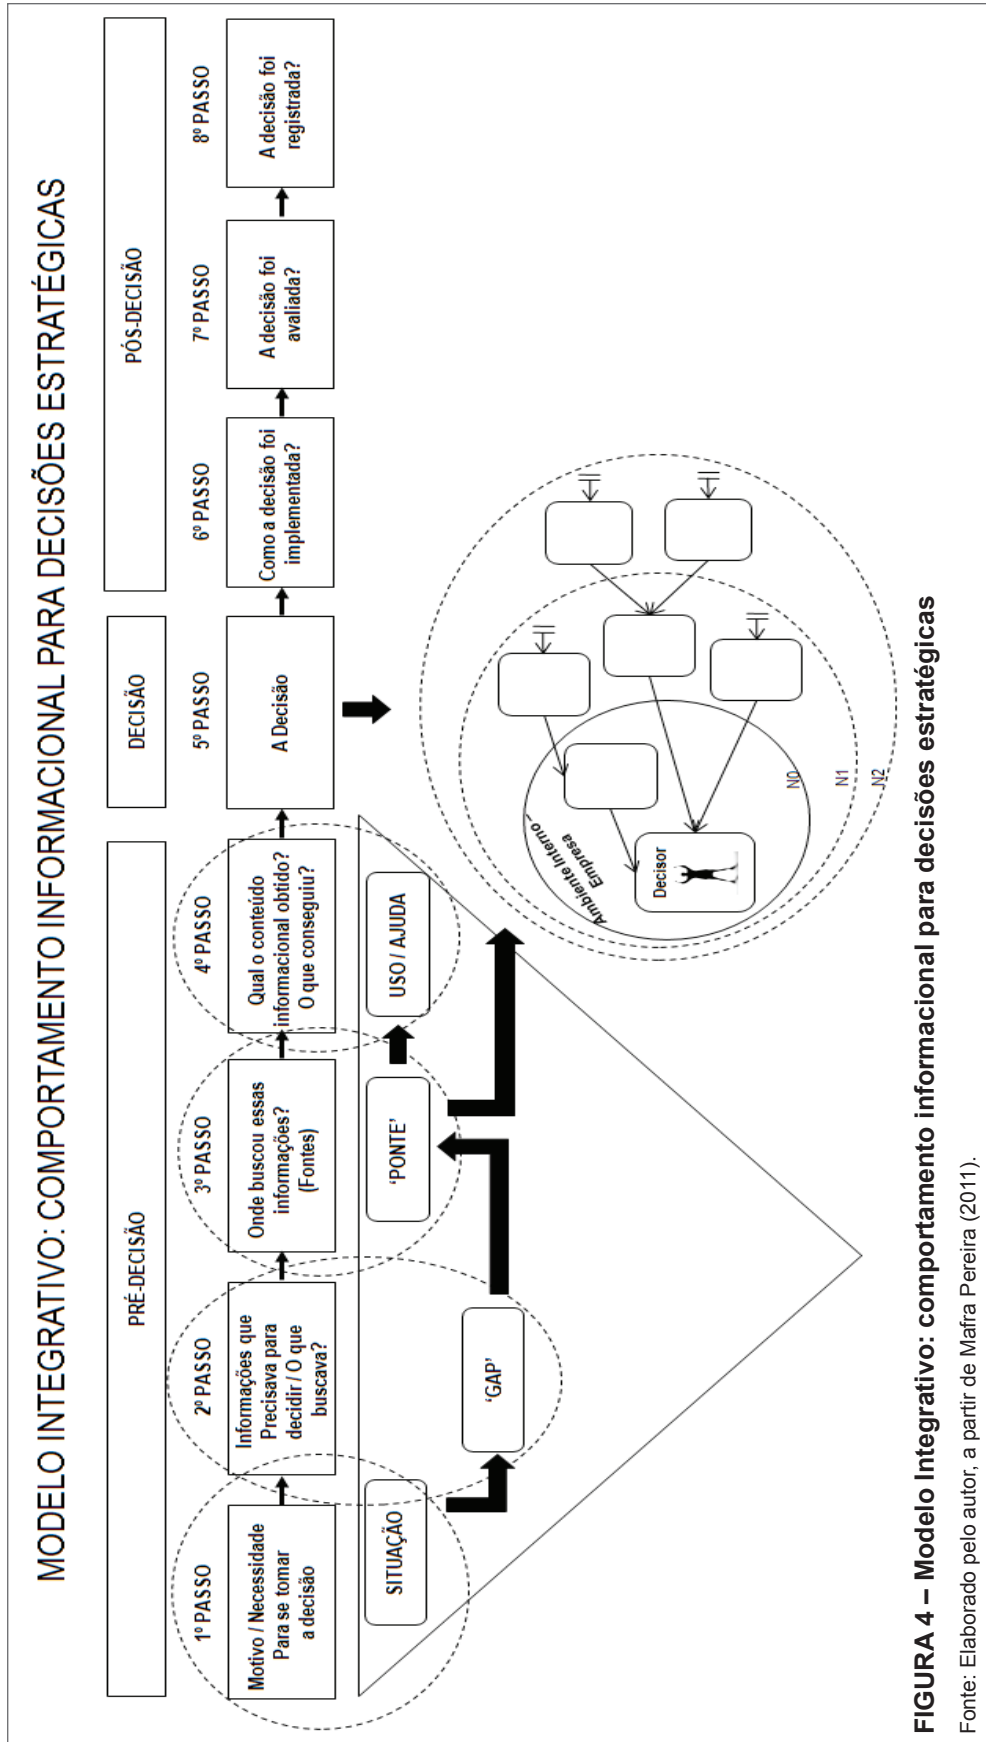 MODELO INTEGRATIVO: COMPORTAMENTO INFORMACIONAL PARA DECISÕES ESTRATÉGICAS
PRÉ-DECISÃO
DECISÃO
PÓS-DECISÃO
1º PASSO
2º PASSO
3º PASSO
4º PASSO
5º PASSO
6º PASSO
7º PASSO
8º PASSO
Motivo / Necessidade
Para se tomar
a decisão
Informações que
Precisava para
decidir / O que
buscava?
Onde buscou essas
informações?
(Fontes)
Qual o conteúdo
informacional obtido?
O que conseguiu?
A Decisão
Como a decisão foi
implementada?
A decisão foi
avaliada?
A decisão foi
registrada?
SITUAÇÃO
'GAP'
'PONTE'
USO / AJUDA
Ambiente Interno_
Empresa
Decisor
N0
N1
N2
FIGURA 4 – Modelo Integrativo: comportamento informacional para decisões estratégicas
Fonte: Elaborado pelo autor, a partir de Mafra Pereira (2011).